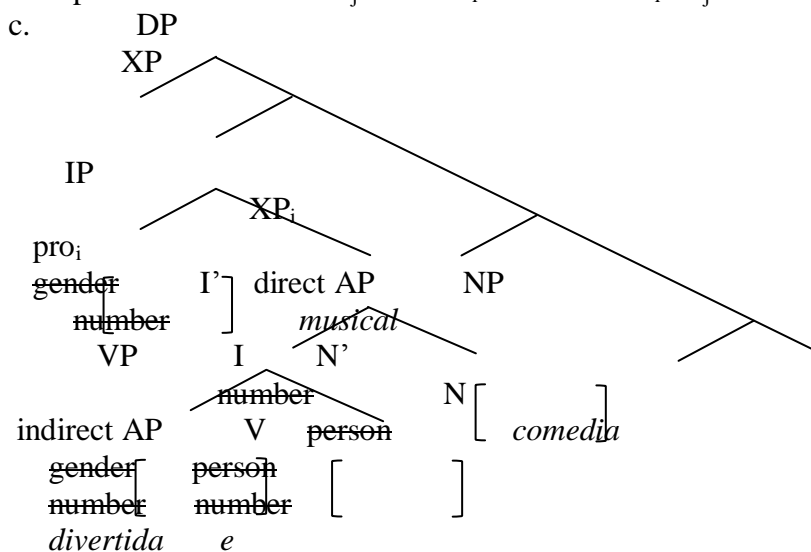 c. DP
XP
IP
XPi
proi
gender I’ direct AP NP
number musical
VP I N’
number N
indirect AP V person comedia
gender person
number number
divertida e